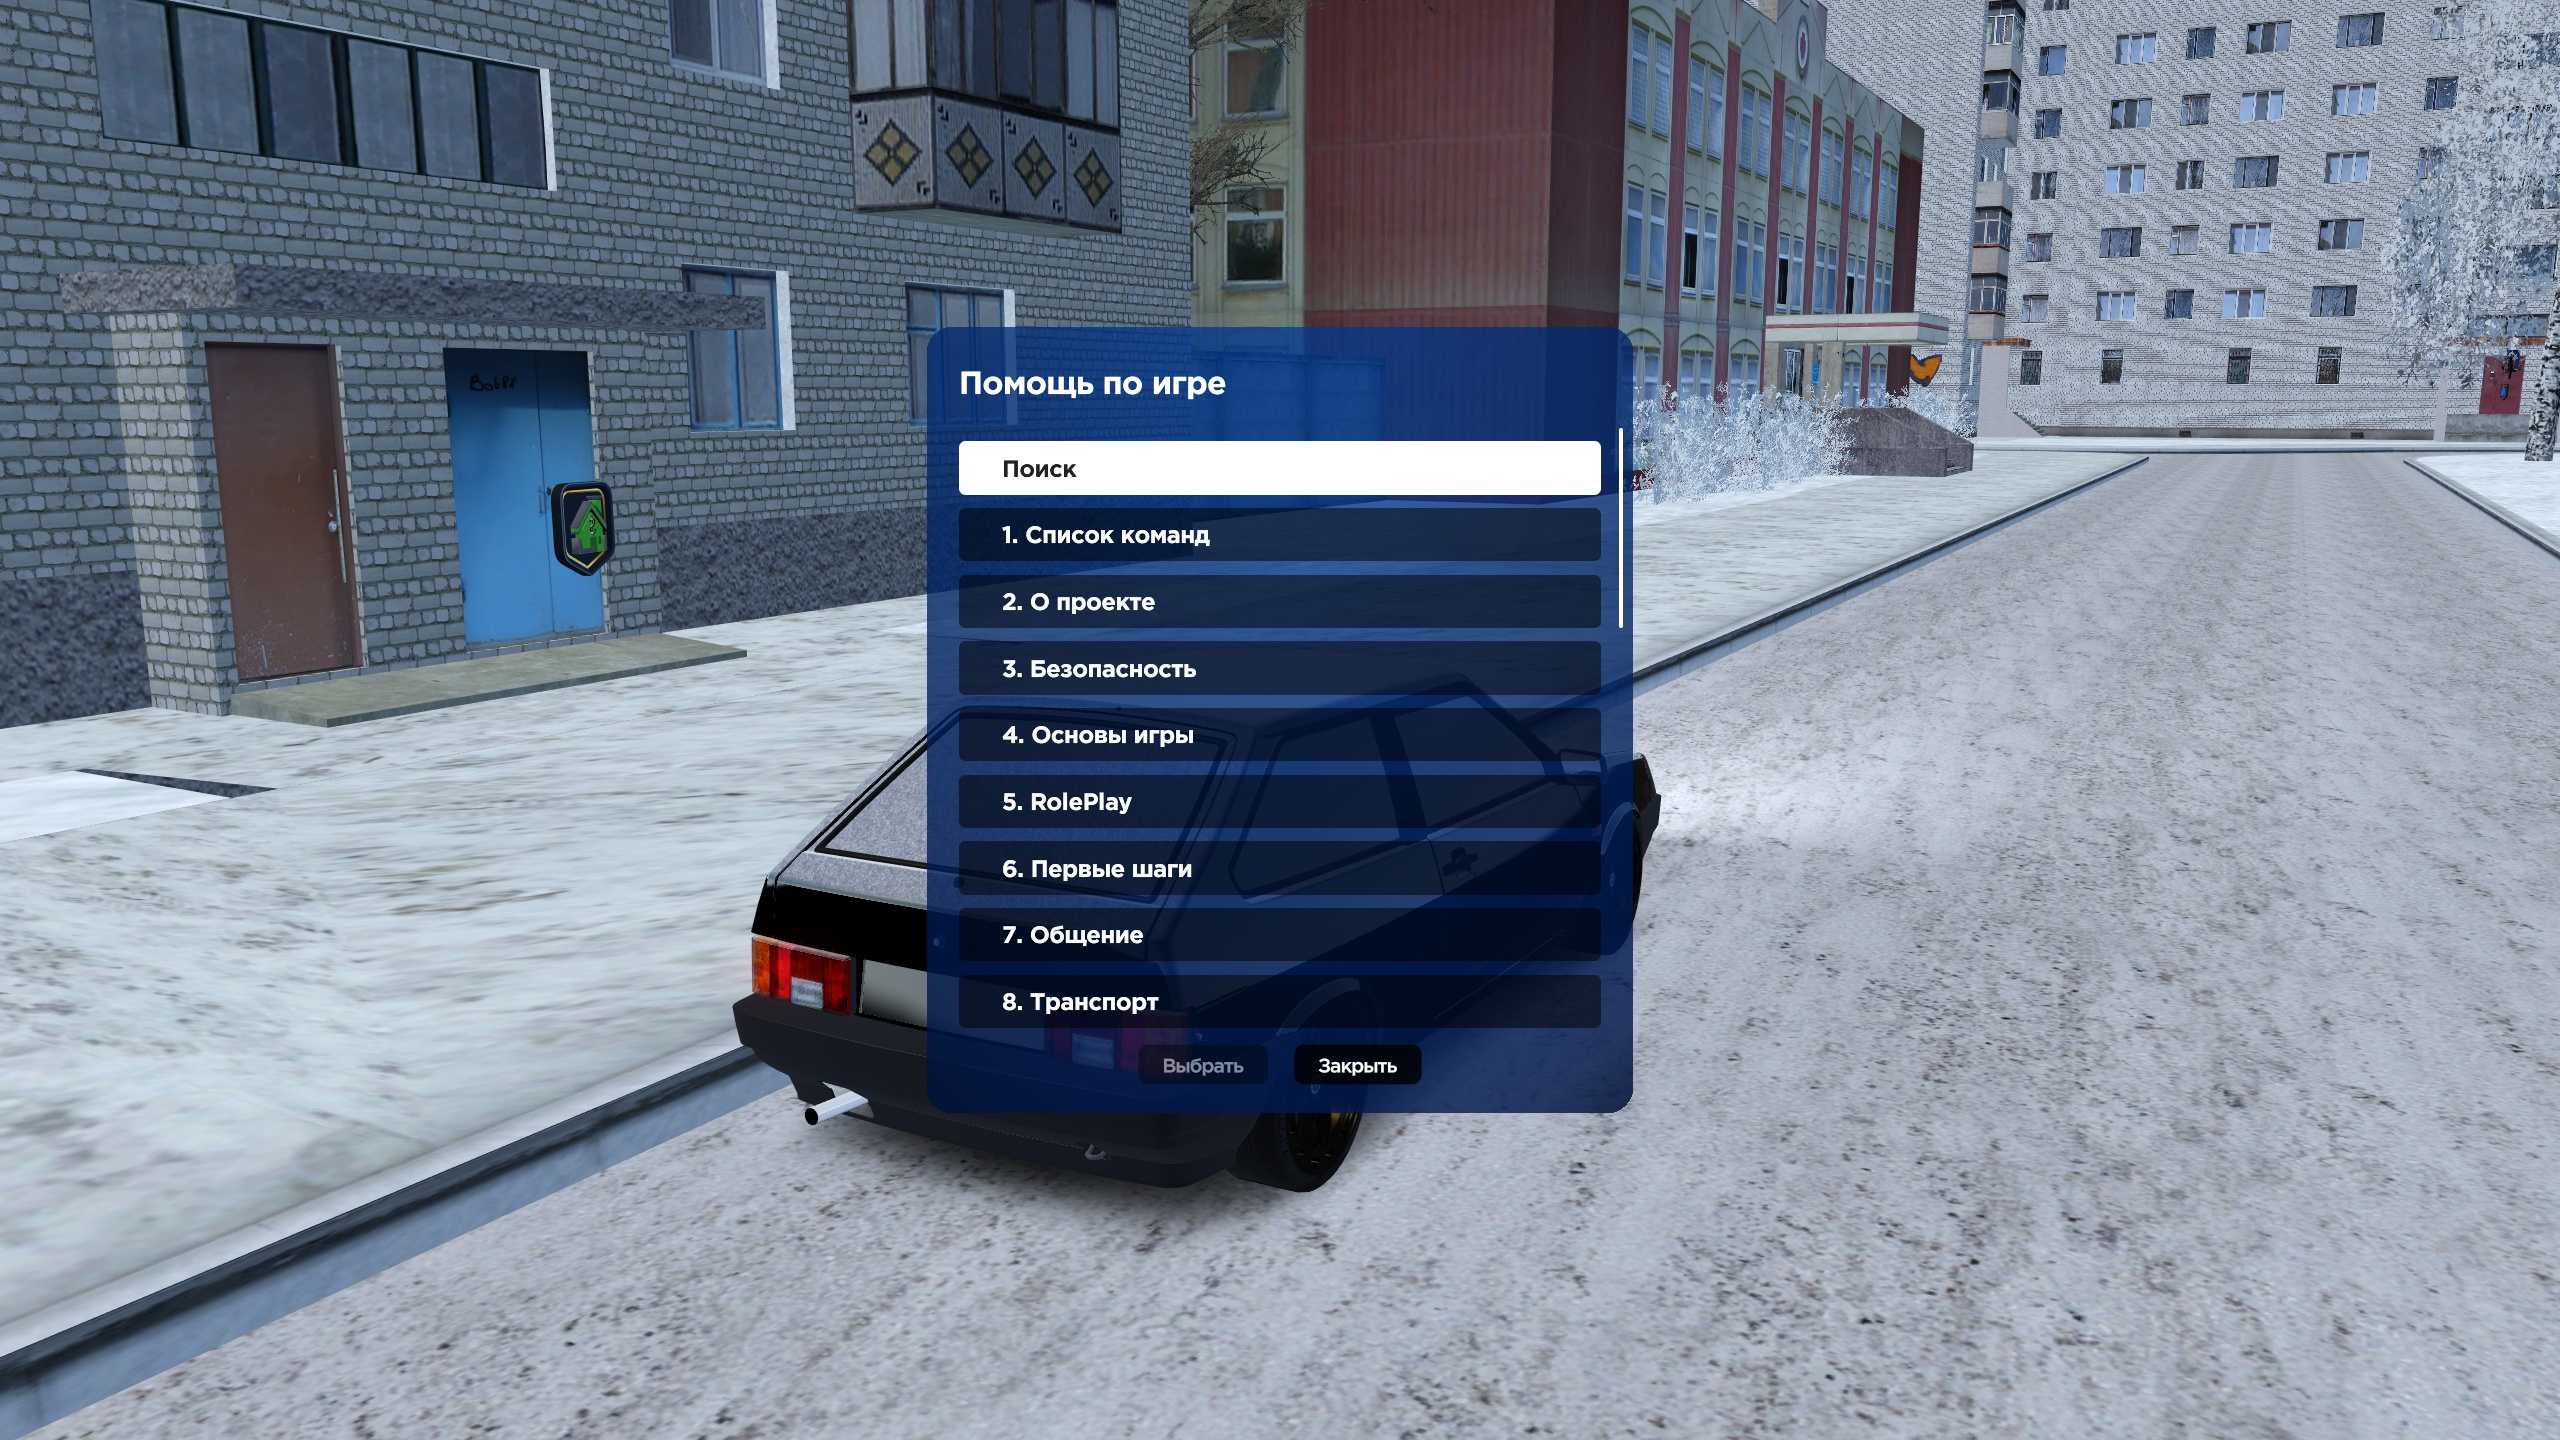 Bob88
Помощь по игре
Поиск
1. Список команд
2. О проекте
3. Безопасность
4. Основы игры
5. RolePlay
6. Первые шаги
7. Общение
8. Транспорт
Выбрать
Закрыть